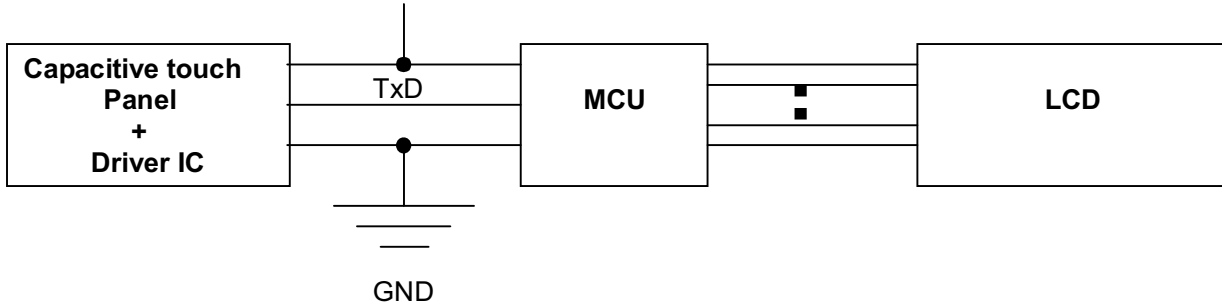 Capacitive touch
Panel
+
Driver IC
TxD
MCU
LCD
GND